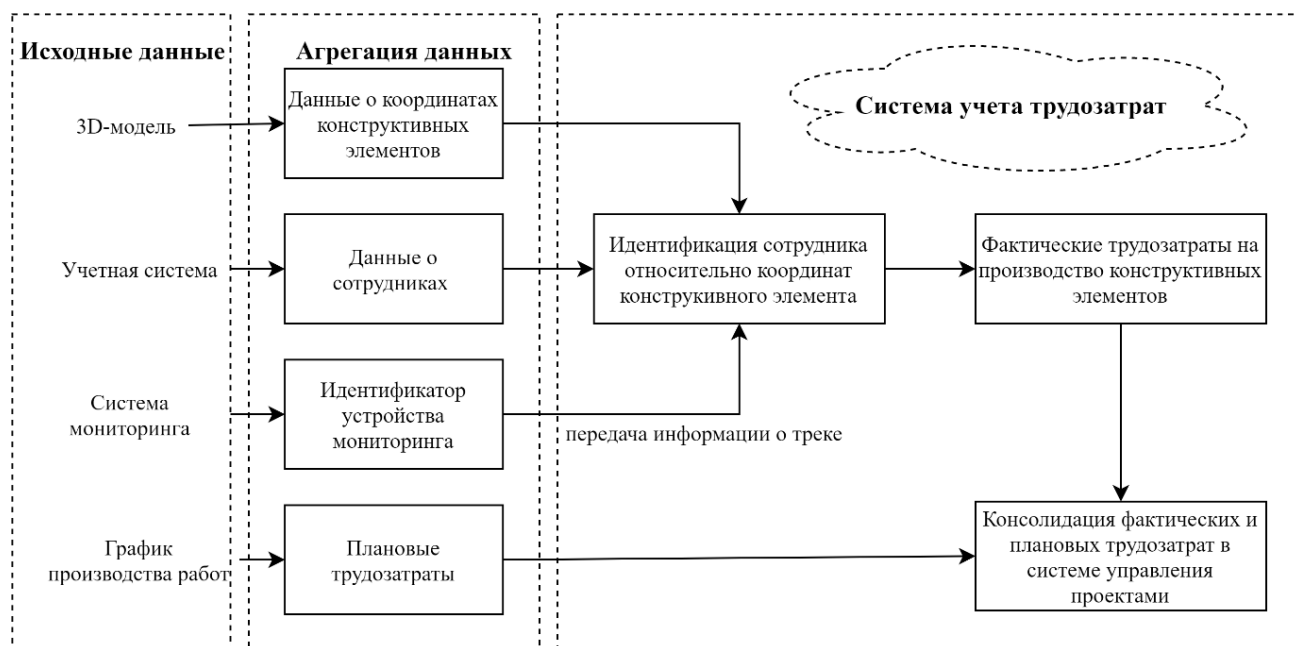 Исходные данные
Агрегация данных
Система учета трудозатрат
3D-модель
Данные о координатах
конструктивных
элементов
Учетная система
Данные о
сотрудниках
Идентификация сотрудника
относительно координат
конструкивного элемента
Фактические трудозатраты на
производство конструктивных
элементов
Система
мониторинга
Идентификатор
устройства
мониторинга
передача информации о треке
График
производства работ
Плановые
трудозатраты
Консолидация фактических и
плановых трудозатрат в
системе управления
проектами